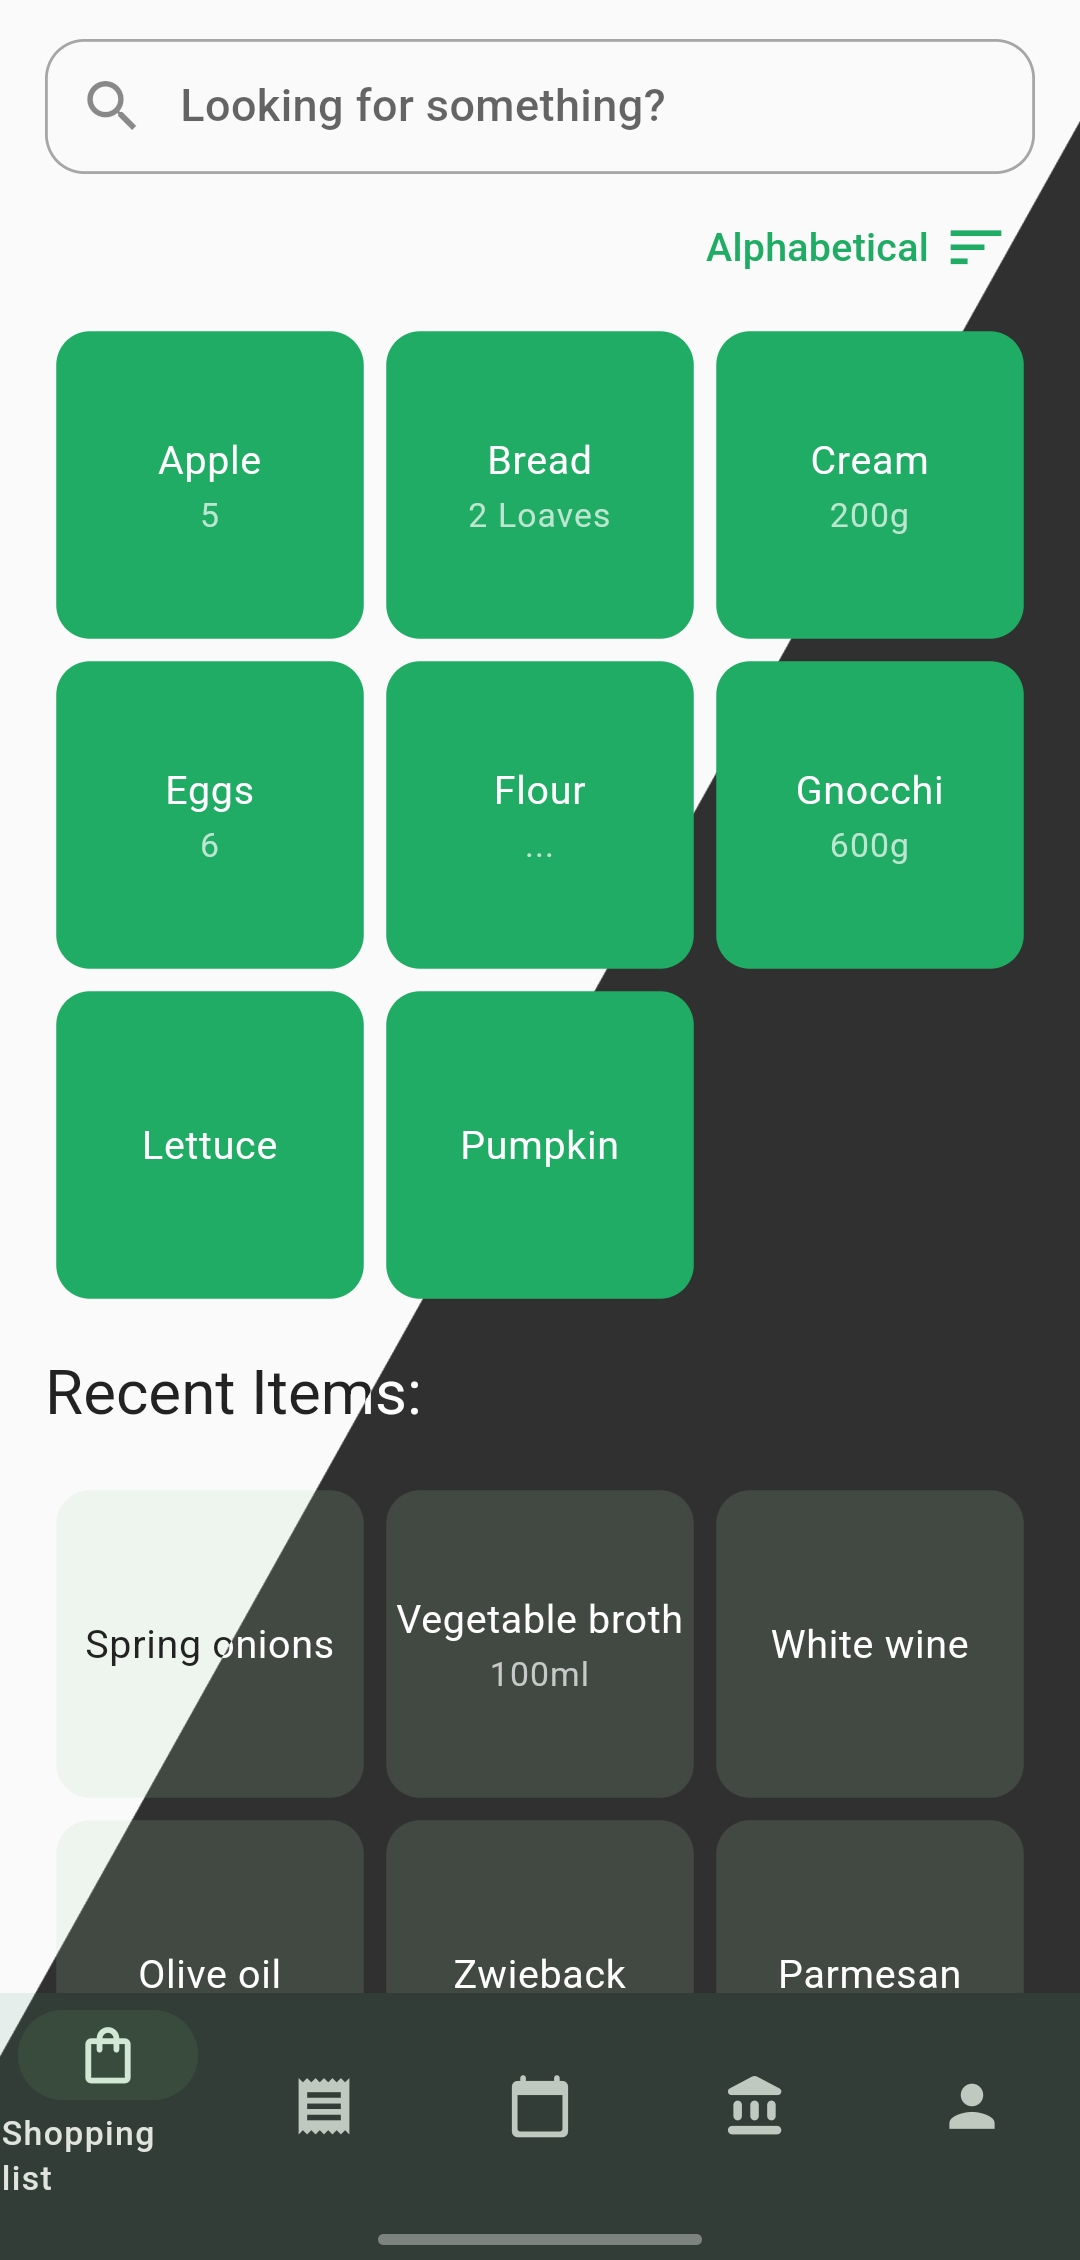 Looking for something?
Alphabetical
Apple
5
Bread
2 Loaves
Cream
200g
Eggs
6
Flour
...
Gnocchi
600g
Lettuce
Pumpkin
Recent Items:
Spring onions
Vegetable broth
100ml
White wine
Olive oil
Zwieback
Parmesan
Shopping
list